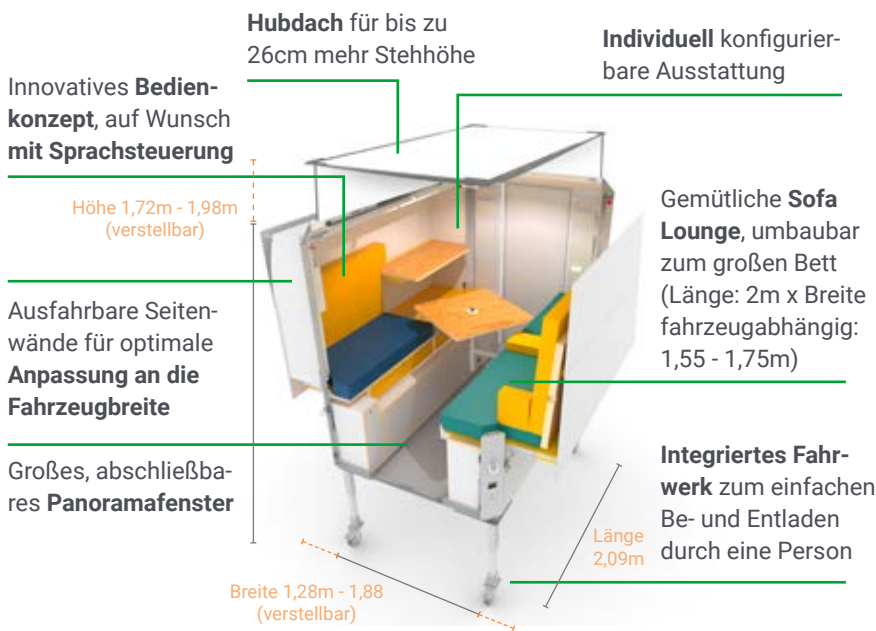 Hubdach für bis zu
26cm mehr Stehhöhe
Individuell konfigurier-
bare Ausstattung
Innovatives Bedien-
konzept, auf Wunsch
mit Sprachsteuerung
Höhe 1,72m - 1,98m
(verstellbar)
Gemütliche Sofa
Lounge, umbaubar
zum großen Bett
(Länge: 2m x Breite
fahrzeugabhängig:
1,55 - 1,75m)
Ausfahrbare Seiten-
wände für optimale
Anpassung an die
Fahrzeugbreite
Großes, abschließba-
res Panoramafenster
Integriertes Fahr-
werk zum einfachen
Be- und Entladen
durch eine Person
Länge
2,09m
Breite 1,28m - 1,88
(verstellbar)